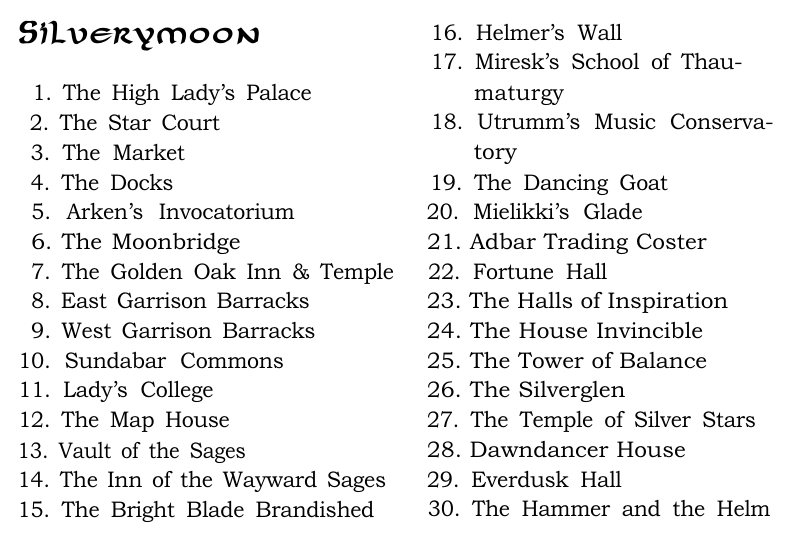 Silverymoon
1. The High Lady's Palace
2. The Star Court
3. The Market
4. The Docks
5. Arken's Invocatorium
6. The Moonbridge
7. The Golden Oak Inn & Temple
8. East Garrison Barracks
9. West Garrison Barracks
10. Sundabar Commons
11. Lady's College
12. The Map House
13. Vault of the Sages
14. The Inn of the Wayward Sages
15. The Bright Blade Brandished
16. Helmer's Wall
17. Miresk's School of Thau-
maturgy
18. Utrumm's Music Conserva-
tory
19. The Dancing Goat
20. Mielikki's Glade
21. Adbar Trading Coster
22. Fortune Hall
23. The Halls of Inspiration
24. The House Invincible
25. The Tower of Balance
26. The Silverglen
27. The Temple of Silver Stars
28. Dawndancer House
29. Everdusk Hall
30. The Hammer and the Helm